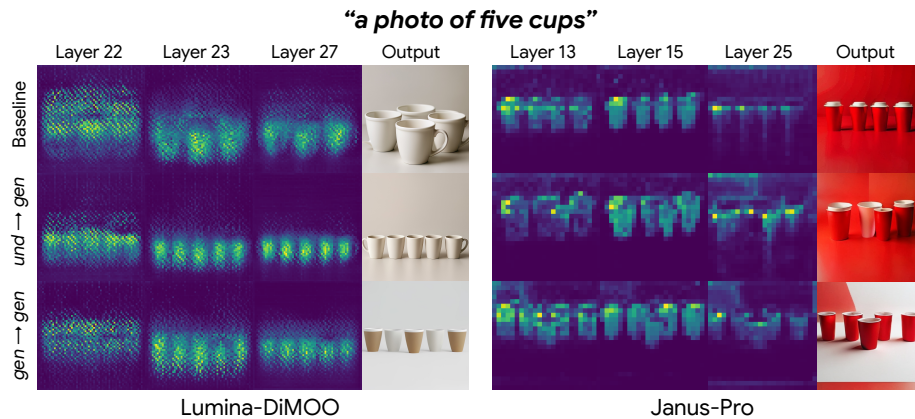 “a photo of five cups”
Layer 22 Layer 23 Layer 27 Output Layer 13 Layer 15 Layer 25 Output
Baseline
und → gen
gen → gen
Lumina-DiMOO Janus-Pro